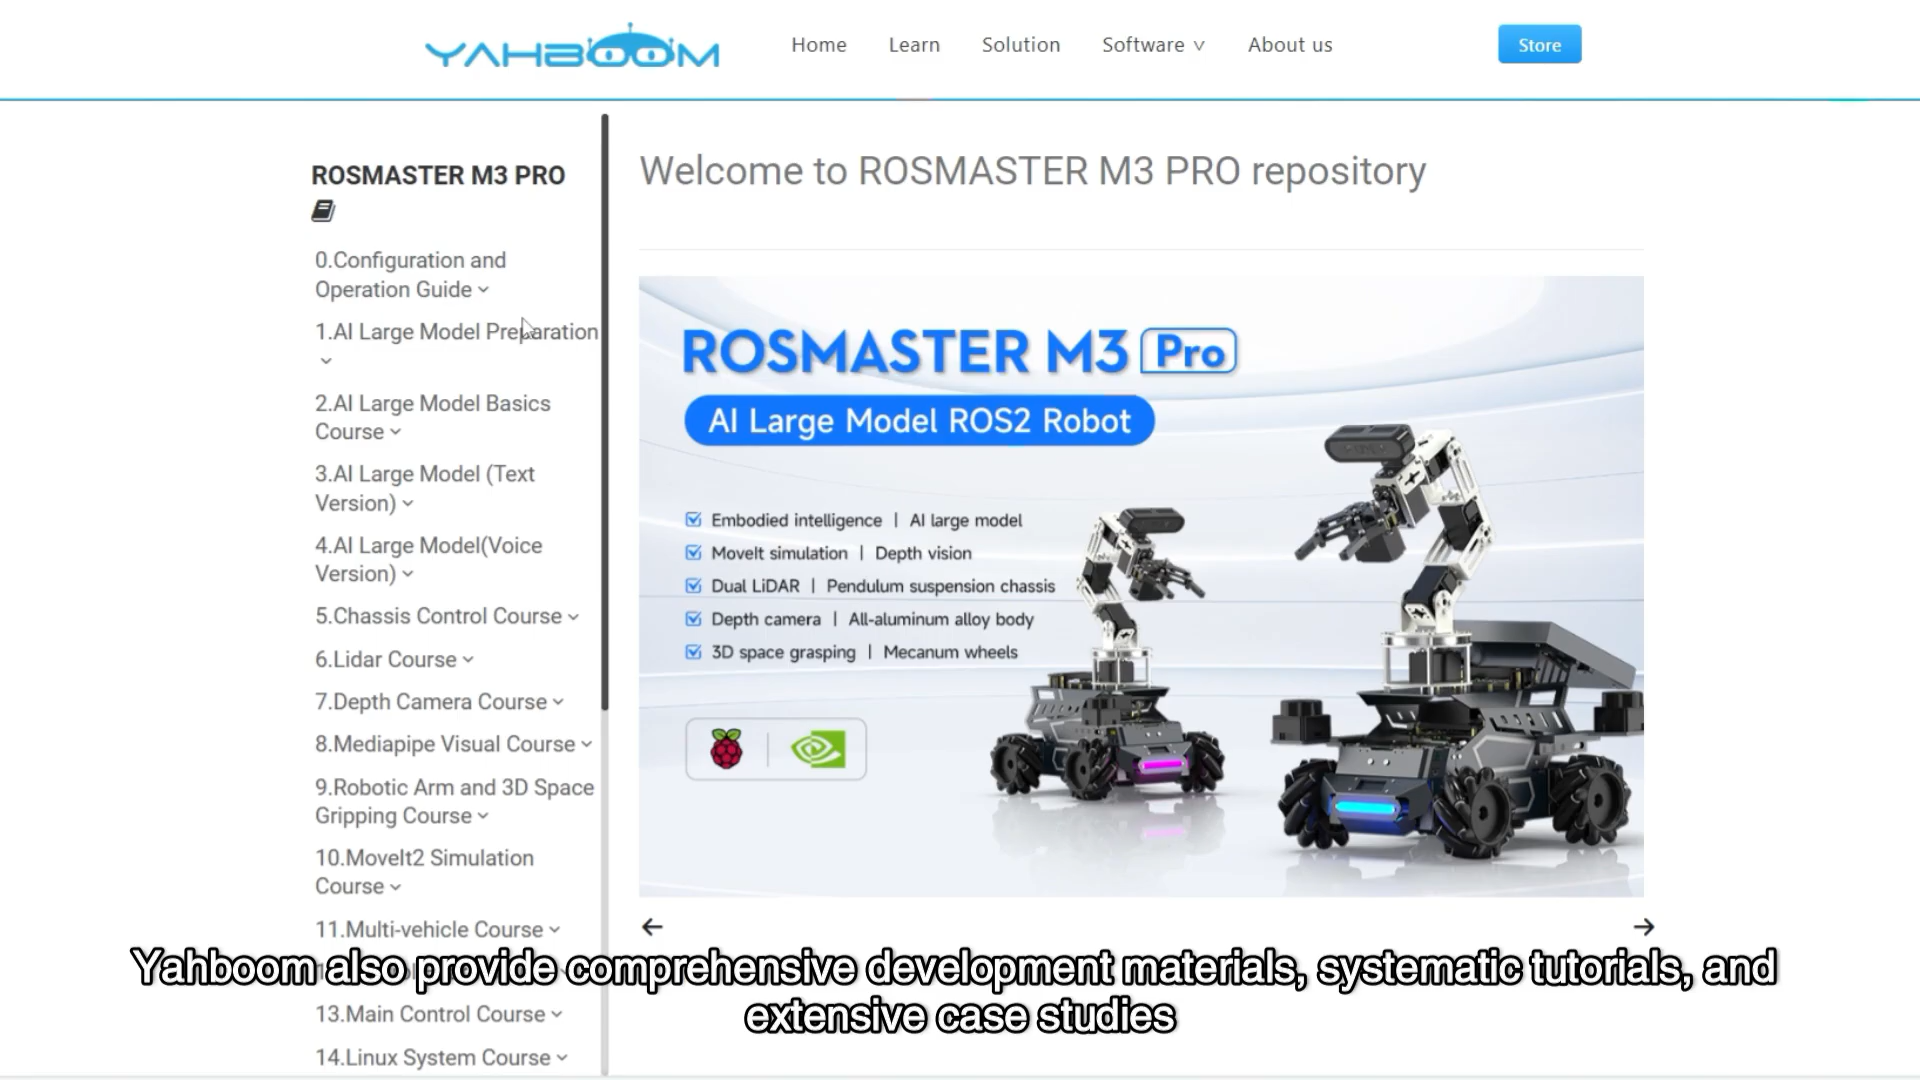 YAHBOOM
Home Learn Solution Software ∨ About us Store
ROSMASTER M3 PRO
0.Configuration and
Operation Guide
1.AI Large Model Preparation
2.AI Large Model Basics
Course
3.AI Large Model (Text
Version)
4.AI Large Model(Voice
Version)
5.Chassis Control Course
6.Lidar Course
7.Depth Camera Course
8.Mediapipe Visual Course
9.Robotic Arm and 3D Space
Gripping Course
10.MoveIt2 Simulation
Course
11.Multi-vehicle Course
13.Main Control Course
14.Linux System Course
Welcome to ROSMASTER M3 PRO repository
ROSMASTER M3 Pro
AI Large Model ROS2 Robot
Embodied intelligence | AI large model
MoveIt simulation | Depth vision
Dual LiDAR | Pendulum suspension chassis
Depth camera | All-aluminum alloy body
3D space grasping | Mecanum wheels
Yahboom also provide comprehensive development materials, systematic tutorials, and
extensive case studies